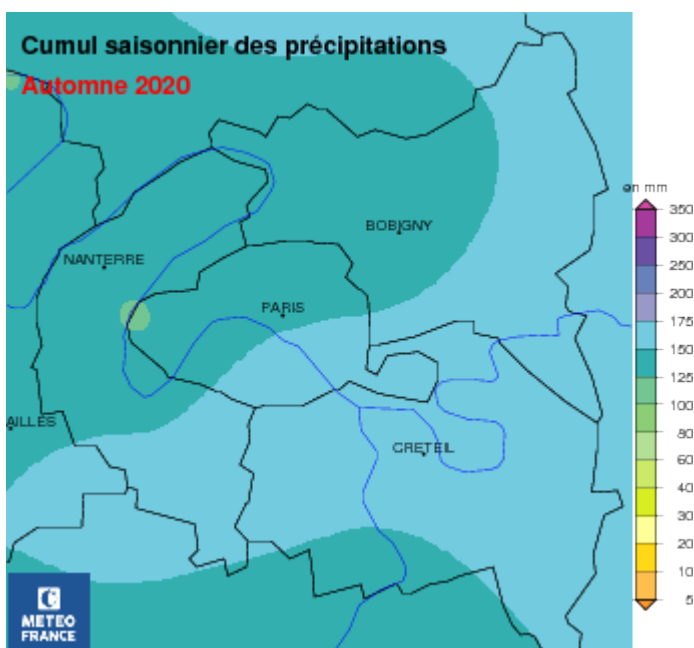 Cumul saisonnier des précipitations
Automne 2020
en mm
350
300
250
200
175
150
125
100
80
60
40
30
20
10
5
BOBIGNY
NANTERRE
PARIS
AILLES
CRETEIL
METEO
FRANCE